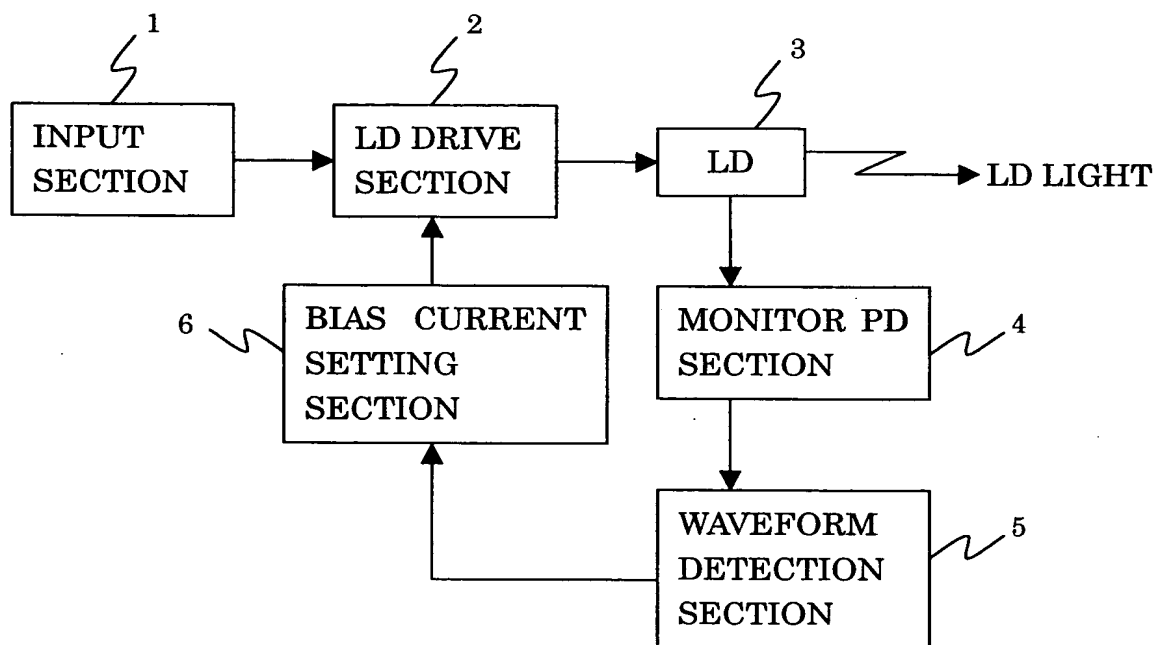 1
2
3
INPUT
SECTION
LD DRIVE
SECTION
LD
LD LIGHT
6
BIAS CURRENT
SETTING
SECTION
MONITOR PD
SECTION
4
WAVEFORM
DETECTION
SECTION
5